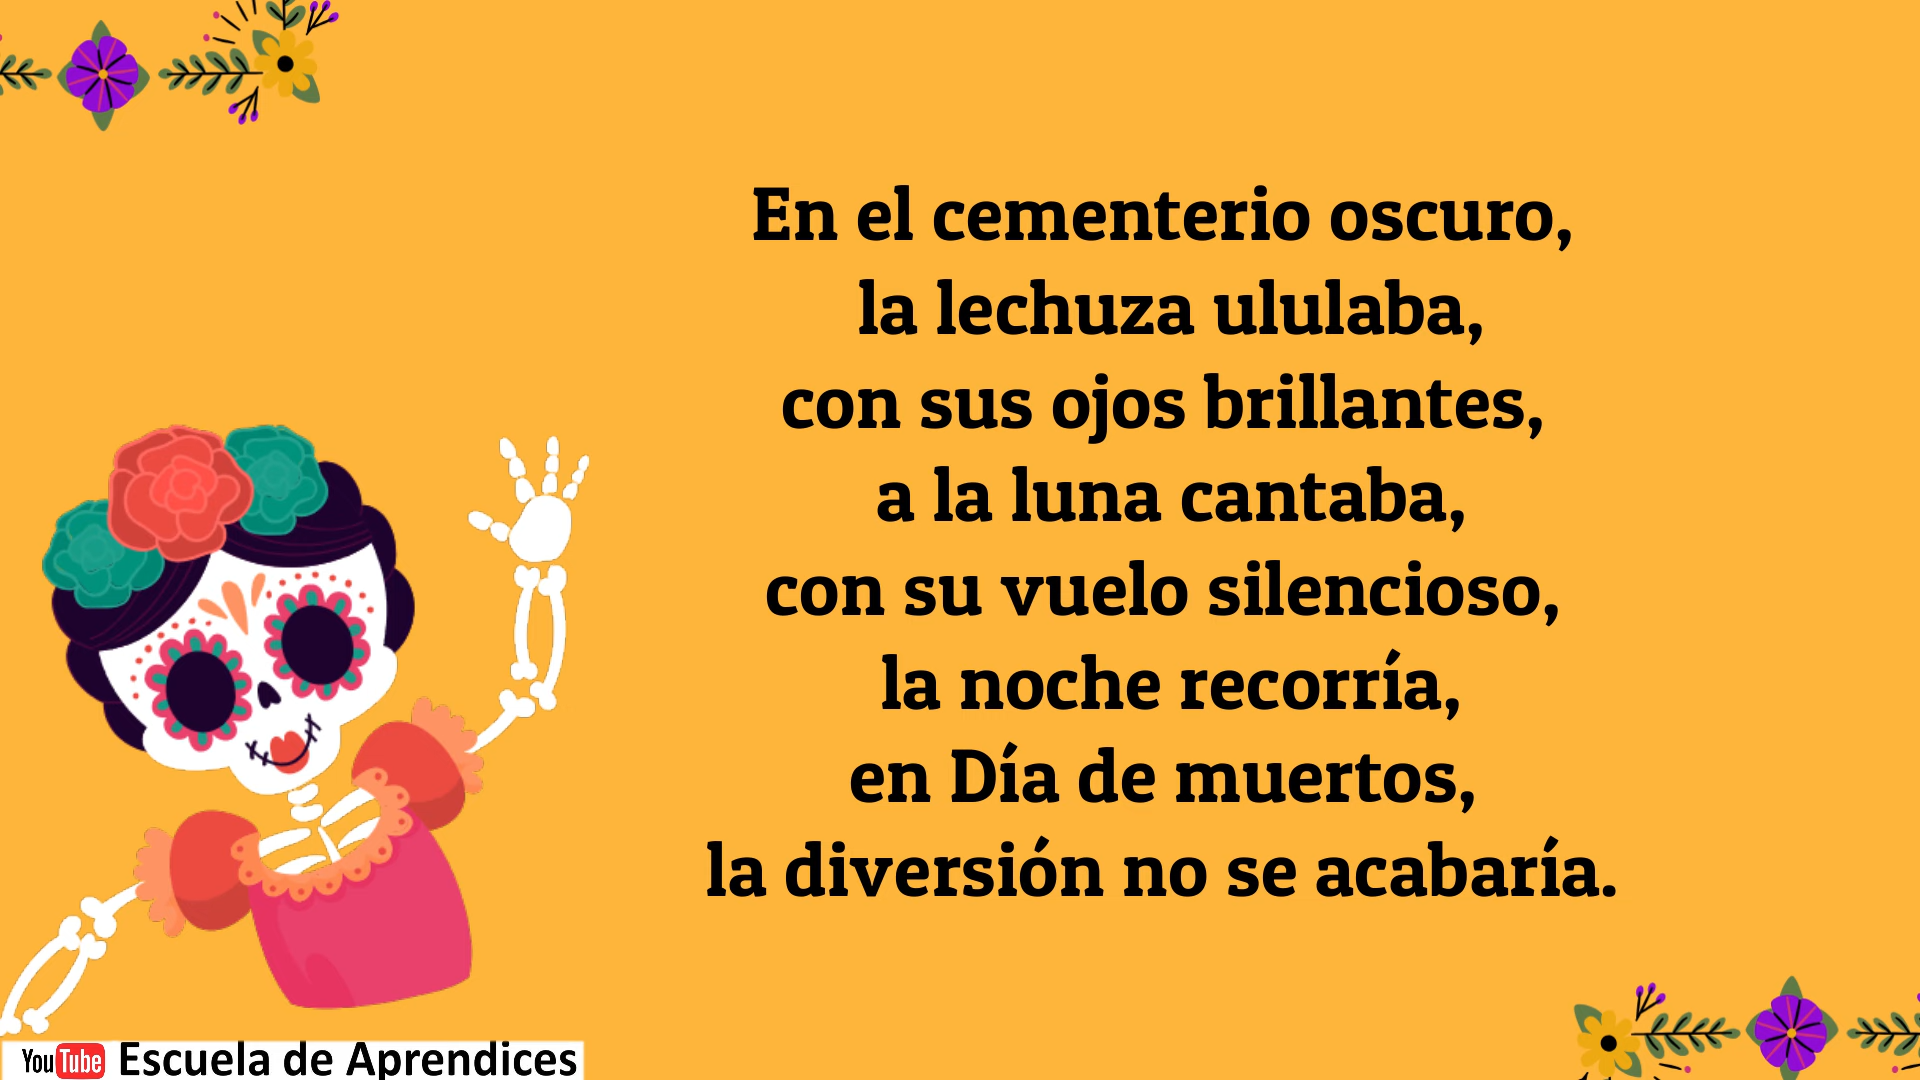 En el cementerio oscuro,
la lechuza ululaba,
con sus ojos brillantes,
a la luna cantaba,
con su vuelo silencioso,
la noche recorría,
en Día de muertos,
la diversión no se acabaría.
YouTube Escuela de Aprendices